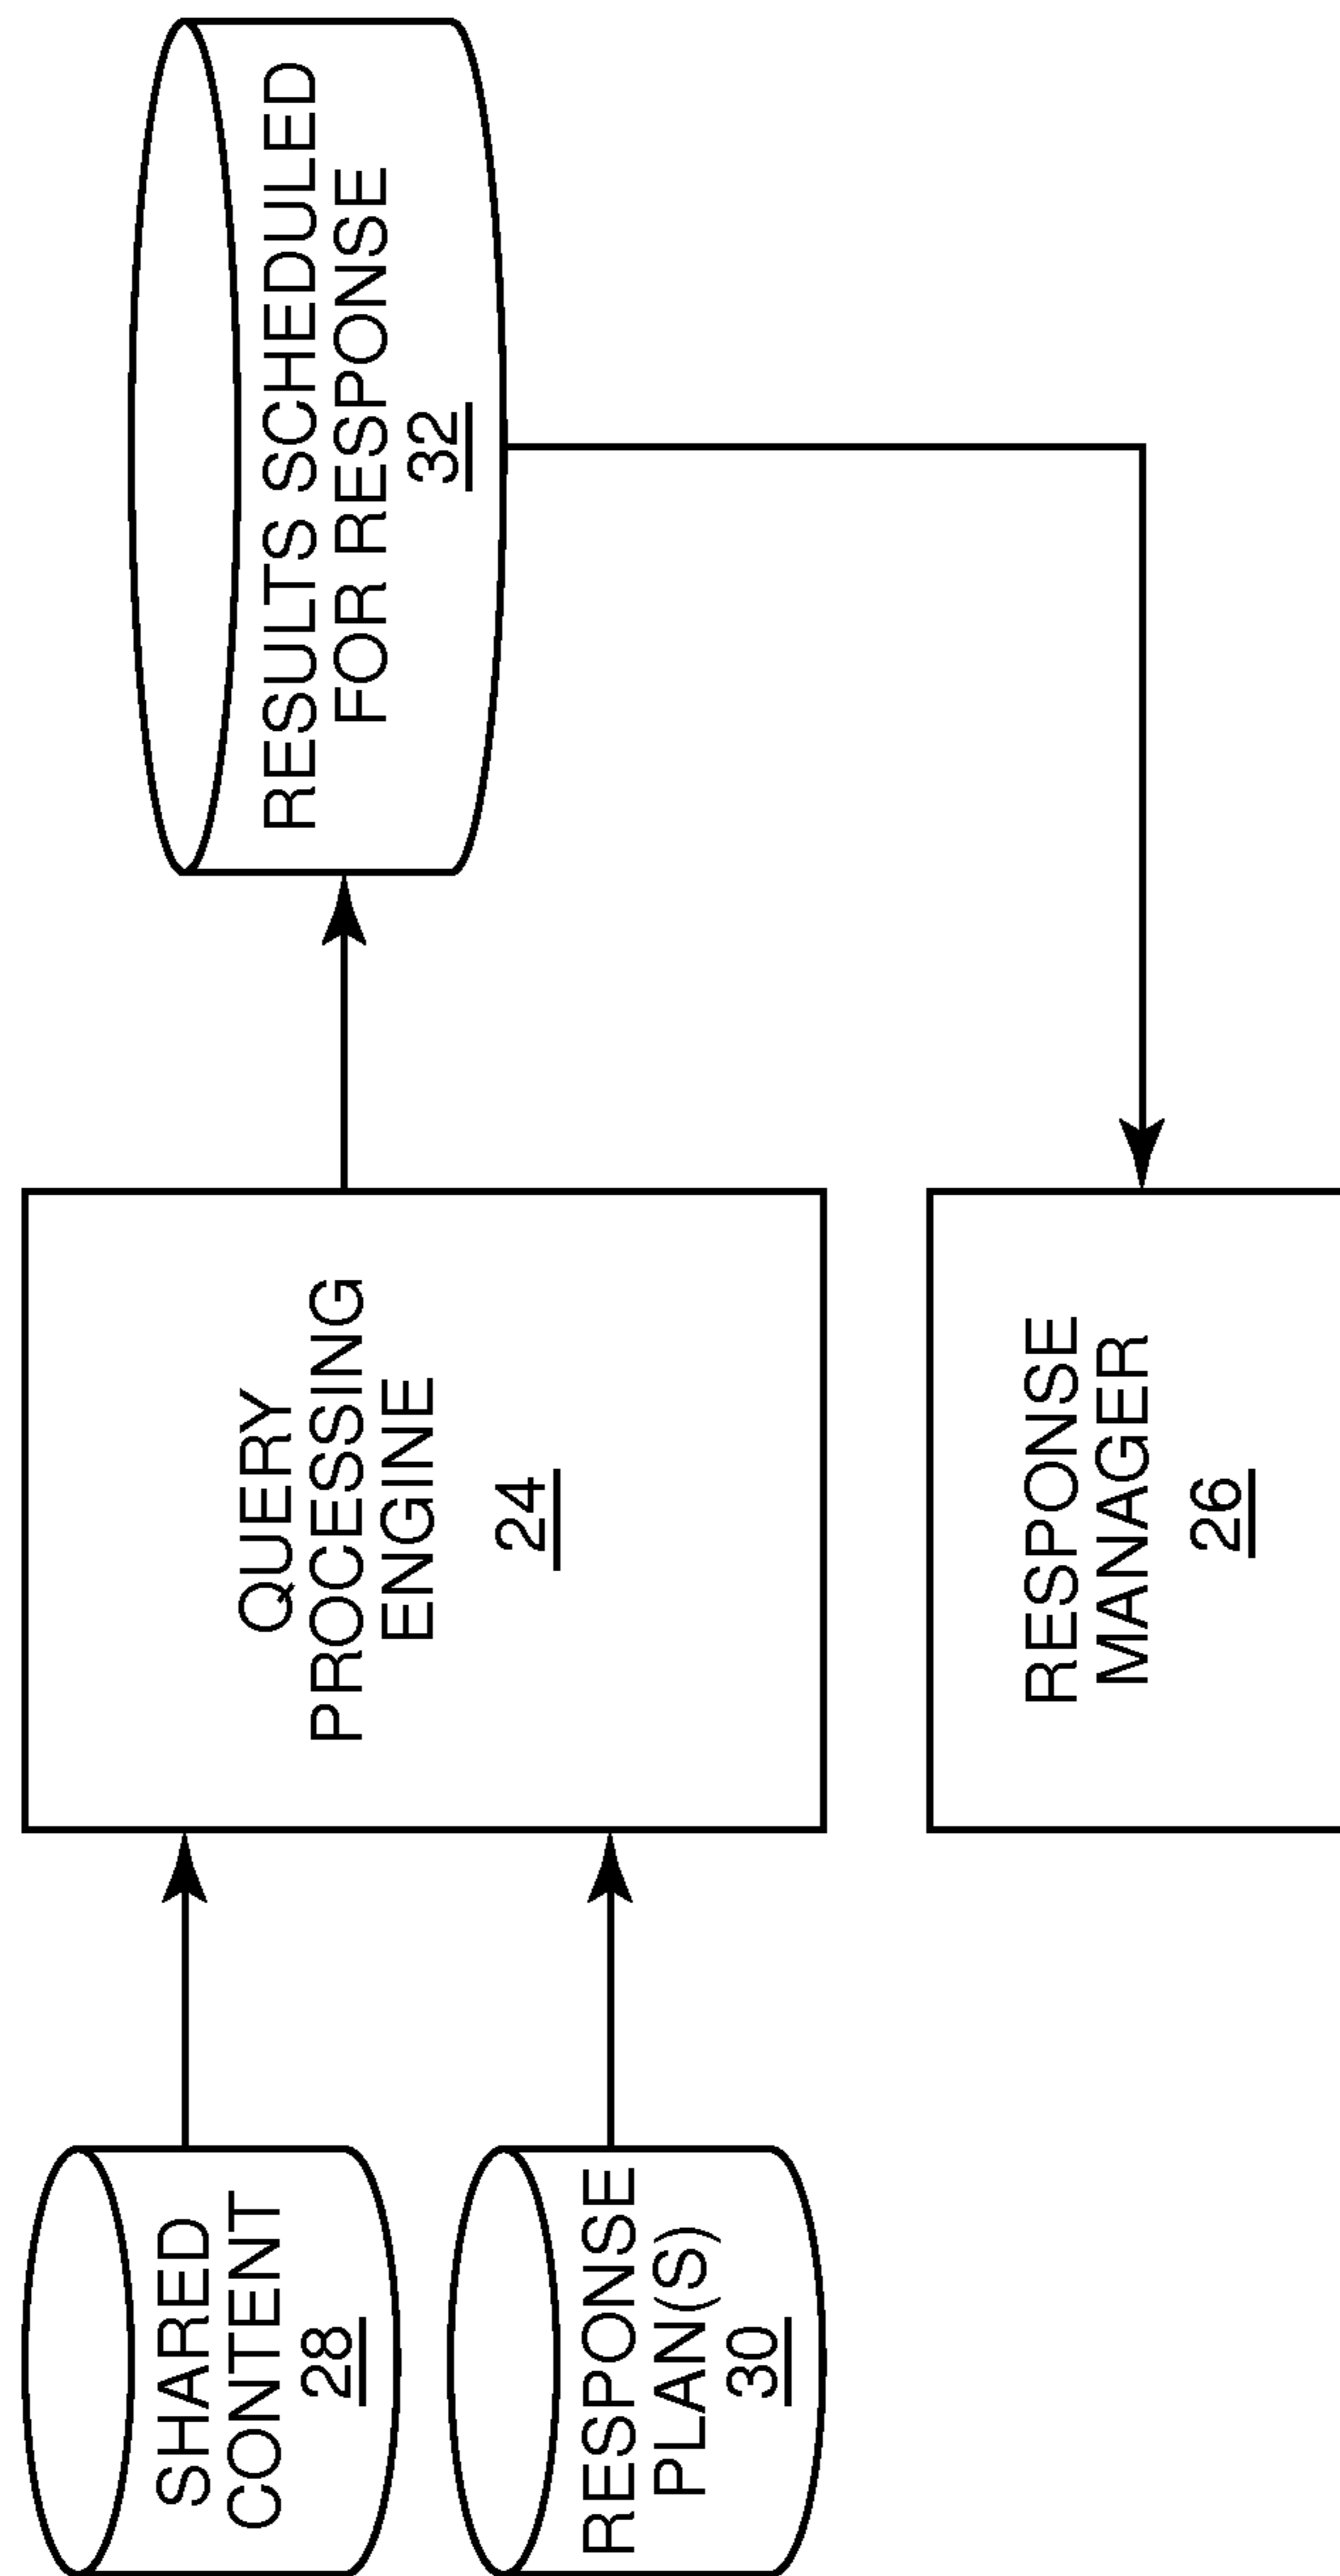 SHARED
CONTENT
28
RESPONSE
PLAN(S)
30
QUERY
PROCESSING
ENGINE
24
RESPONSE
MANAGER
26
RESULTS SCHEDULED
FOR RESPONSE
32